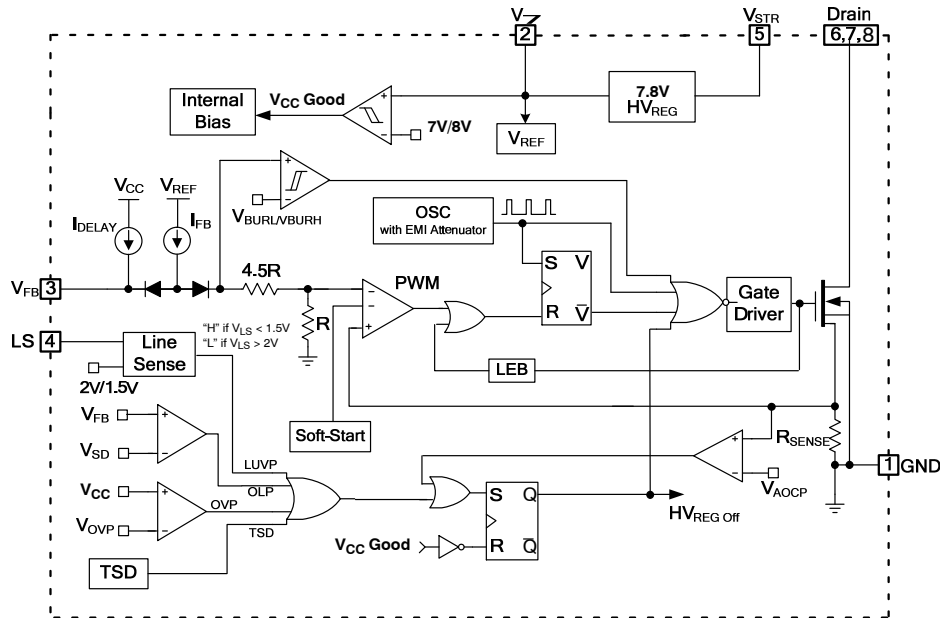 V7 VSTR Drain
2 5 6,7,8
Internal
Bias
VCC Good
+
−
7V/8V
VREF
7.8V
HVREG
+
−
VBURL/VBURH
VCC VREF
IDELAY IFB
OSC
with EMI Attenuator
VFB 3
4.5R
R
PWM
−
−
+
S V
R V̅
Gate
Driver
LS 4
Line
Sense
"H" if VLS < 1.5V
"L" if VLS > 2V
2V/1.5V
LEB
Soft-Start
VFB
VSD
+
−
VCC
VOVP
+
−
LUVP
OLP
OVP
TSD
TSD
S Q
R Q̅
VCC Good
HVREG Off
+
−
VAOCP
RSENSE
1 GND